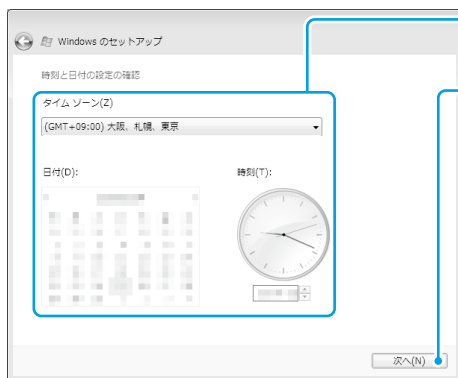 Windows のセットアップ
時刻と日付の設定の確認
タイム ゾーン(Z)
(GMT+09:00) 大阪、札幌、東京
日付(D):
時刻(T):
次へ(N)